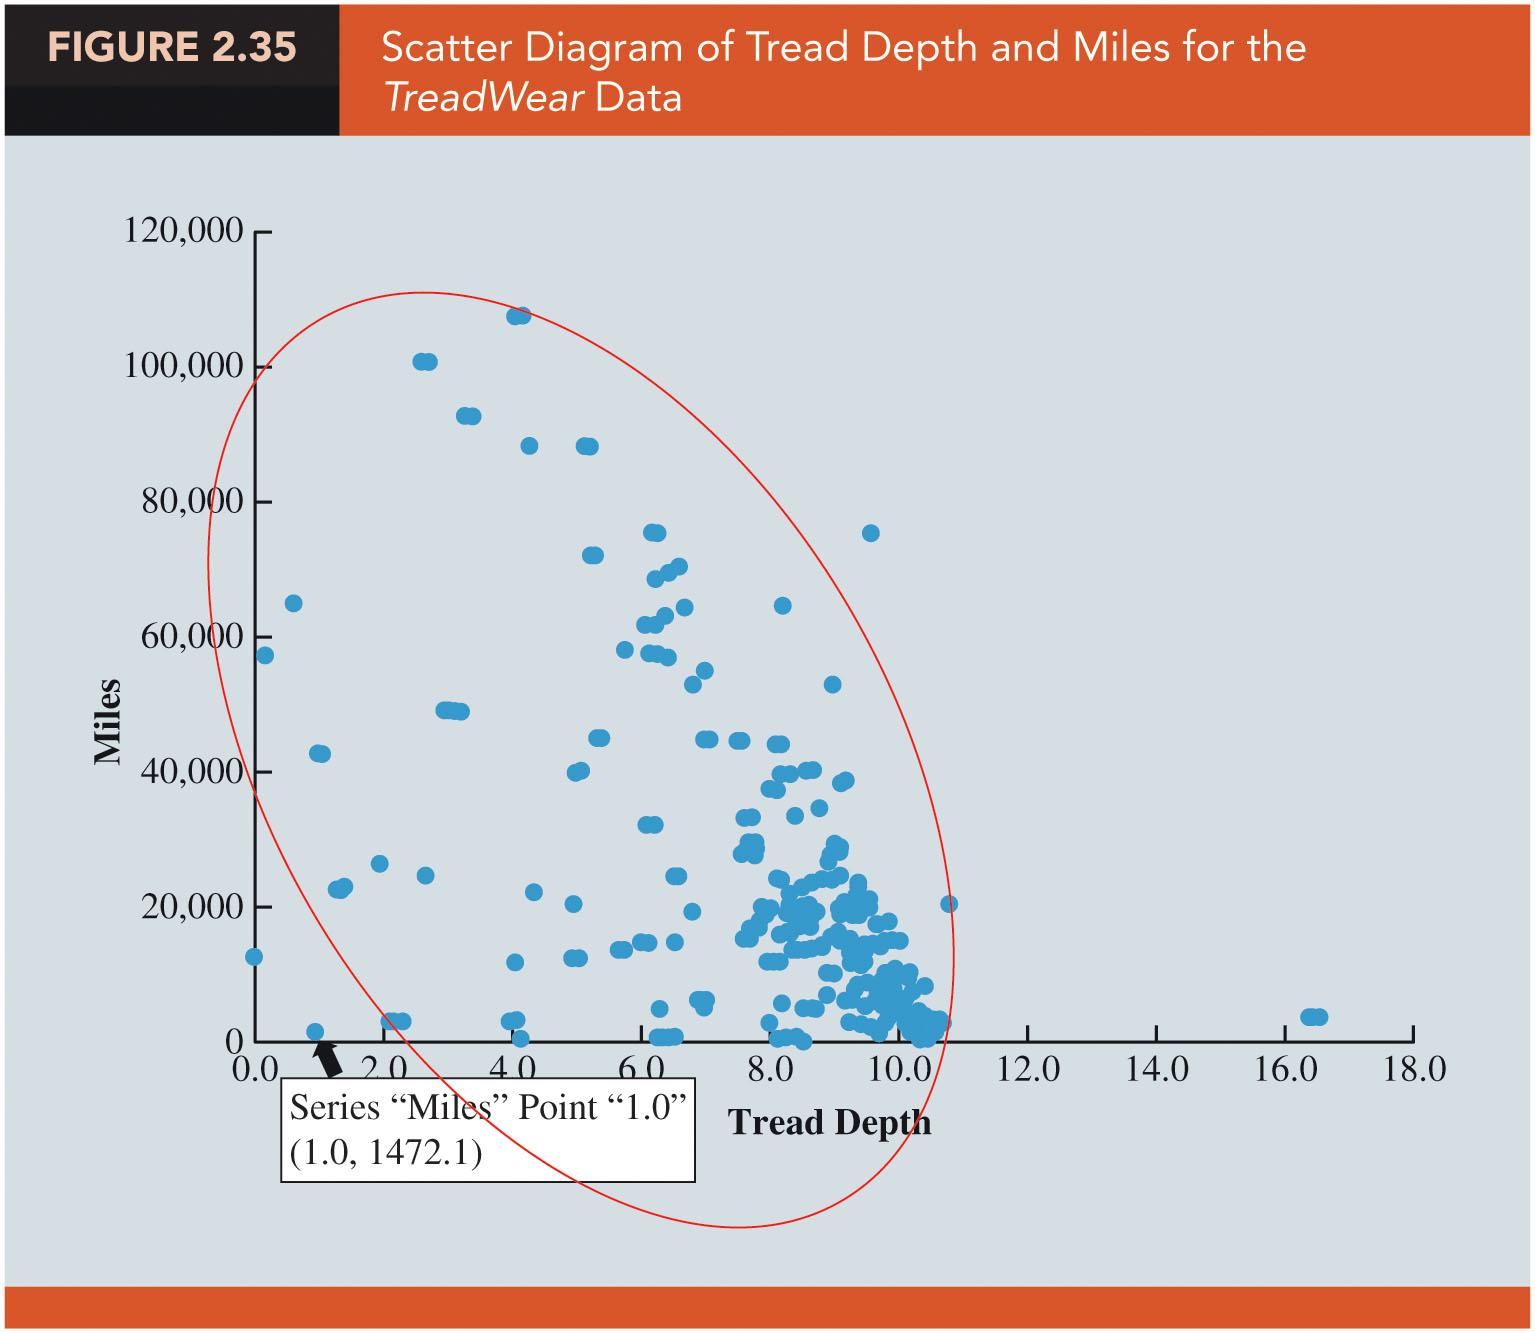 FIGURE 2.35
Scatter Diagram of Tread Depth and Miles for the
TreadWear Data
120,000
100,000
80,000
60,000
40,000
20,000
0
Miles
0.0 2.0 4.0 6.0 8.0 10.0 12.0 14.0 16.0 18.0
Series “Miles” Point “1.0”
(1.0, 1472.1)
Tread Depth